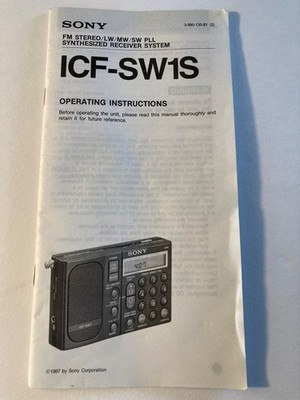 SONY
FM STEREO/LW/MW/SW PLL
SYNTHESIZED RECEIVER SYSTEM
ICF-SW1S
OPERATING INSTRUCTIONS
Before operating the unit, please read this manual thoroughly and
retain it for future reference.
SONY
©1987 by Sony Corporation